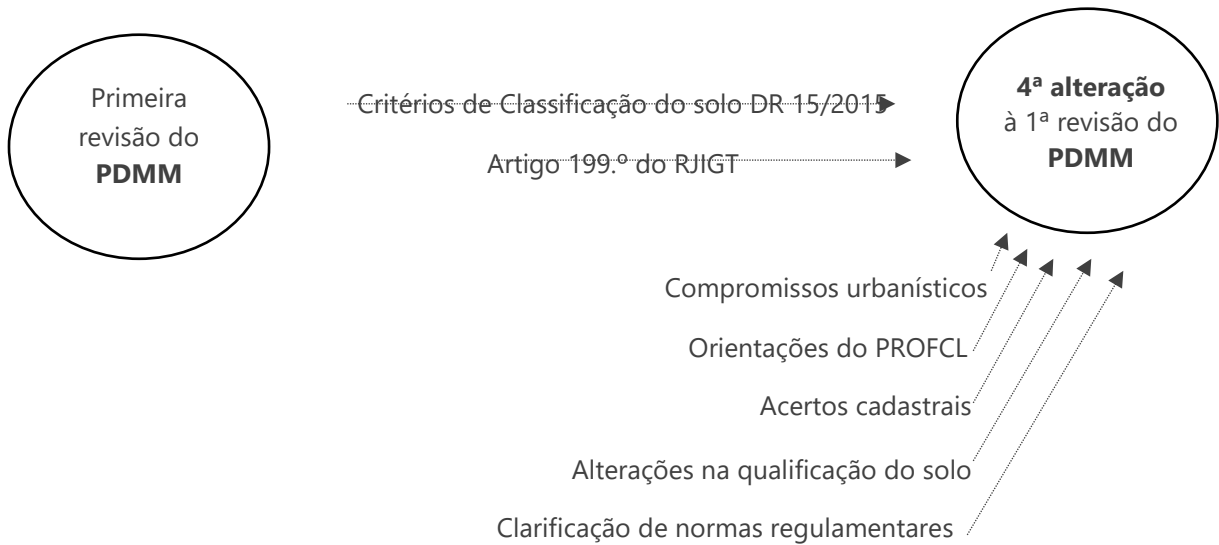 Primeira
revisão do
PDMM
Critérios de Classificação do solo DR 15/2015
Artigo 199.º do RJIGT
4ª alteração
à 1ª revisão do
PDMM
Compromissos urbanísticos
Orientações do PROFCL
Acertos cadastrais
Alterações na qualificação do solo
Clarificação de normas regulamentares